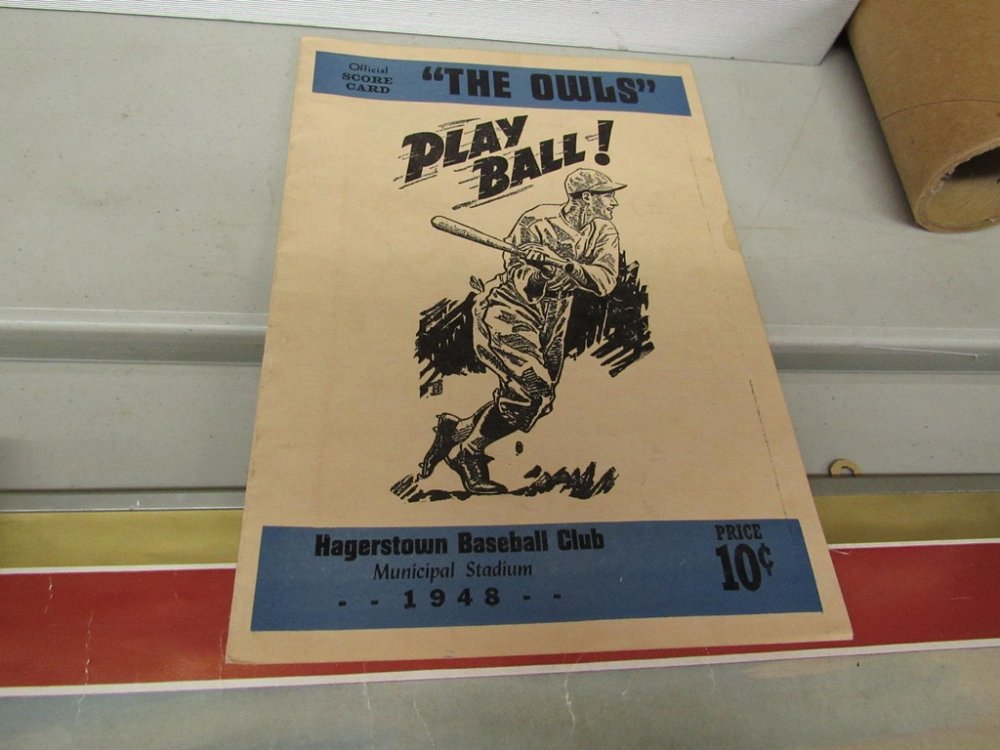 Official
SCORE
CARD
"THE OWLS"
PLAY
BALL!
Hagerstown Baseball Club
Municipal Stadium
- - 1948 - -
PRICE
10¢